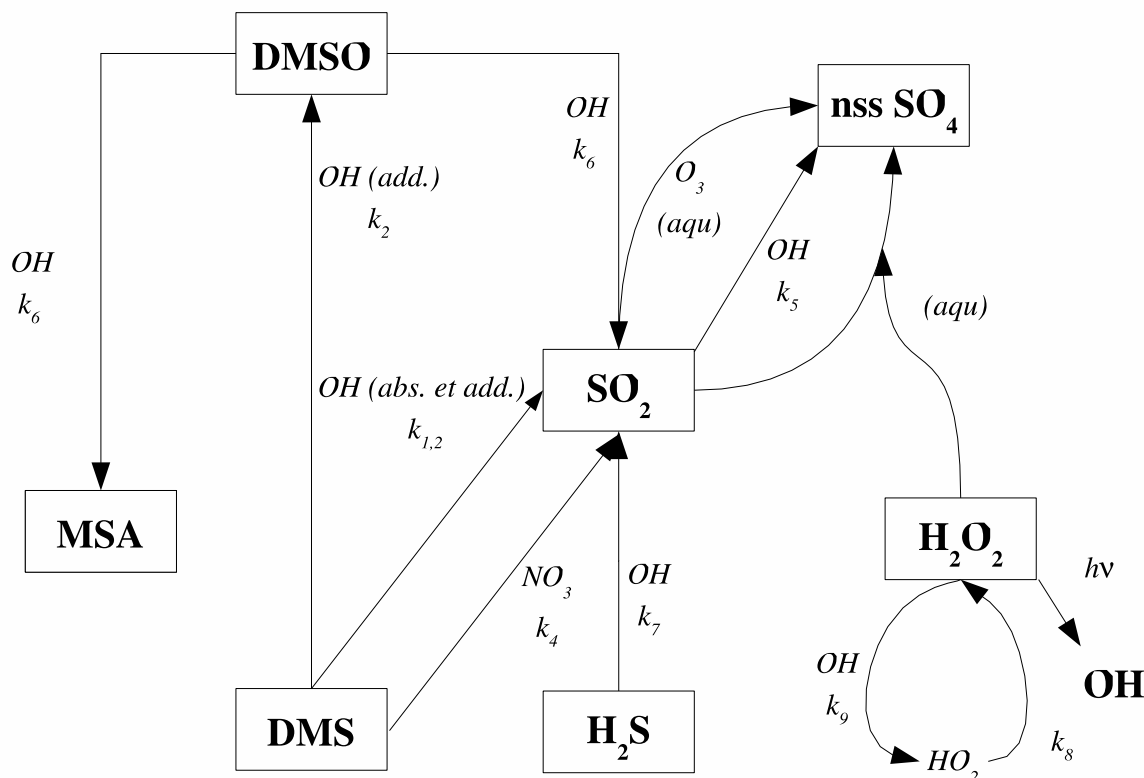 DMSO
nss SO₄
OH
k₆
O₃
(aqu)
OH (add.)
k₂
OH
k₅
OH
k₆
(aqu)
SO₂
OH (abs. et add.)
k₁,₂
MSA
H₂O₂
NO₃
k₄
OH
k₇
hν
OH
k₉
OH
DMS
H₂S
HO₂
k₈